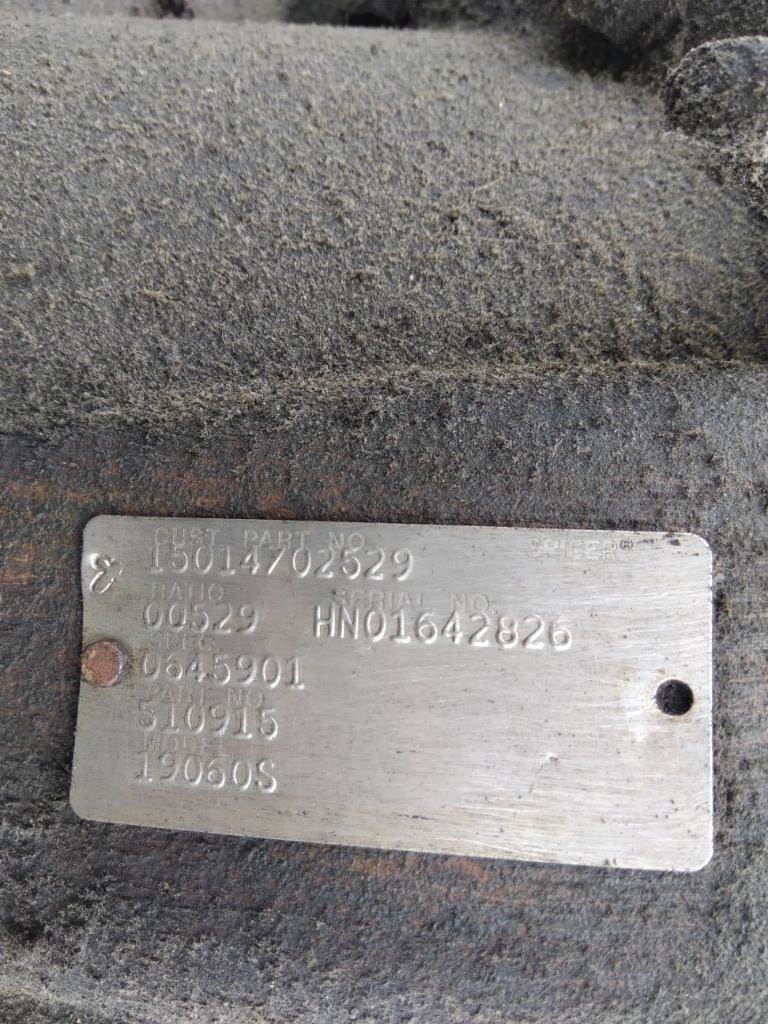 CUST. PART NO. SPICER®
15014702529
RATIO SERIAL NO.
00529 HN01642826
SPEC.
0645901
PART NO.
510915
MODEL
19060S